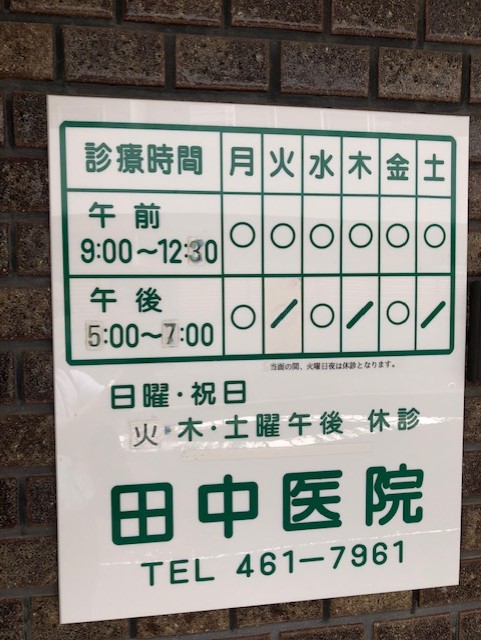 診療時間 月 火 水 木 金 土
午前 ○ ○ ○ ○ ○ ○
9:00～12:30
午後 ○ / ○ / ○ /
5:00～7:00
当面の間、火曜日夜は休診となります。
日曜・祝日
火・木・土曜午後 休診
田中医院
TEL 461-7961